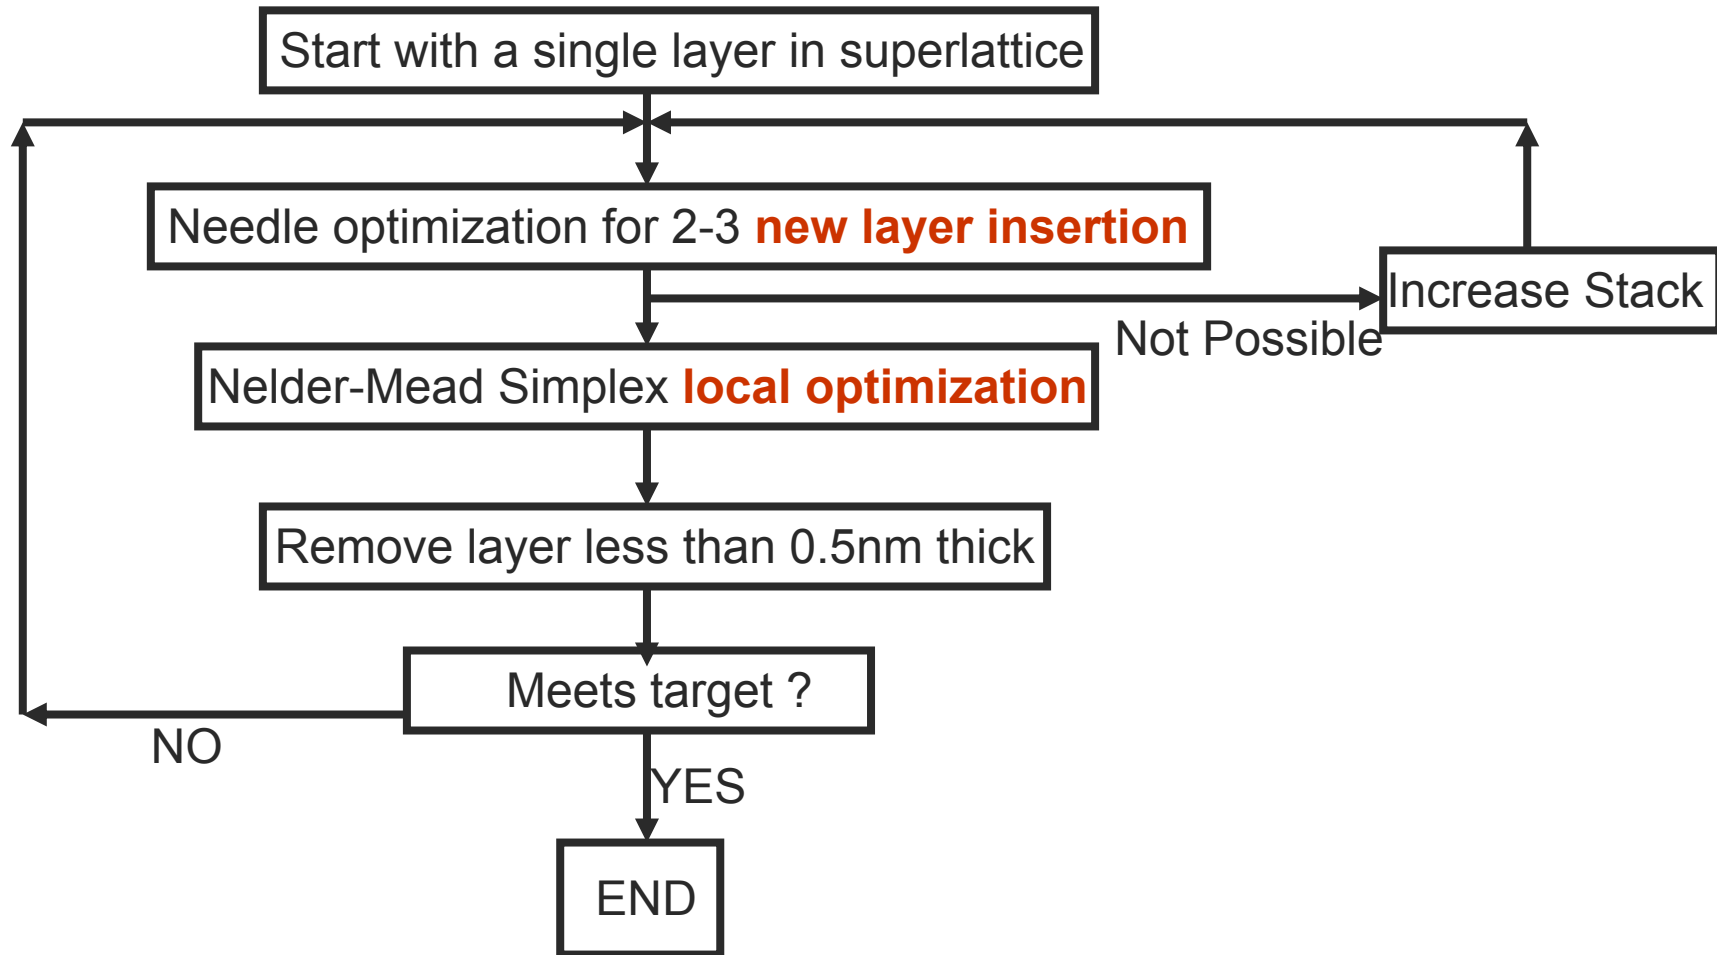 Start with a single layer in superlattice
Needle optimization for 2-3 new layer insertion
Increase Stack
Not Possible
Nelder-Mead Simplex local optimization
Remove layer less than 0.5nm thick
Meets target ?
NO
YES
END